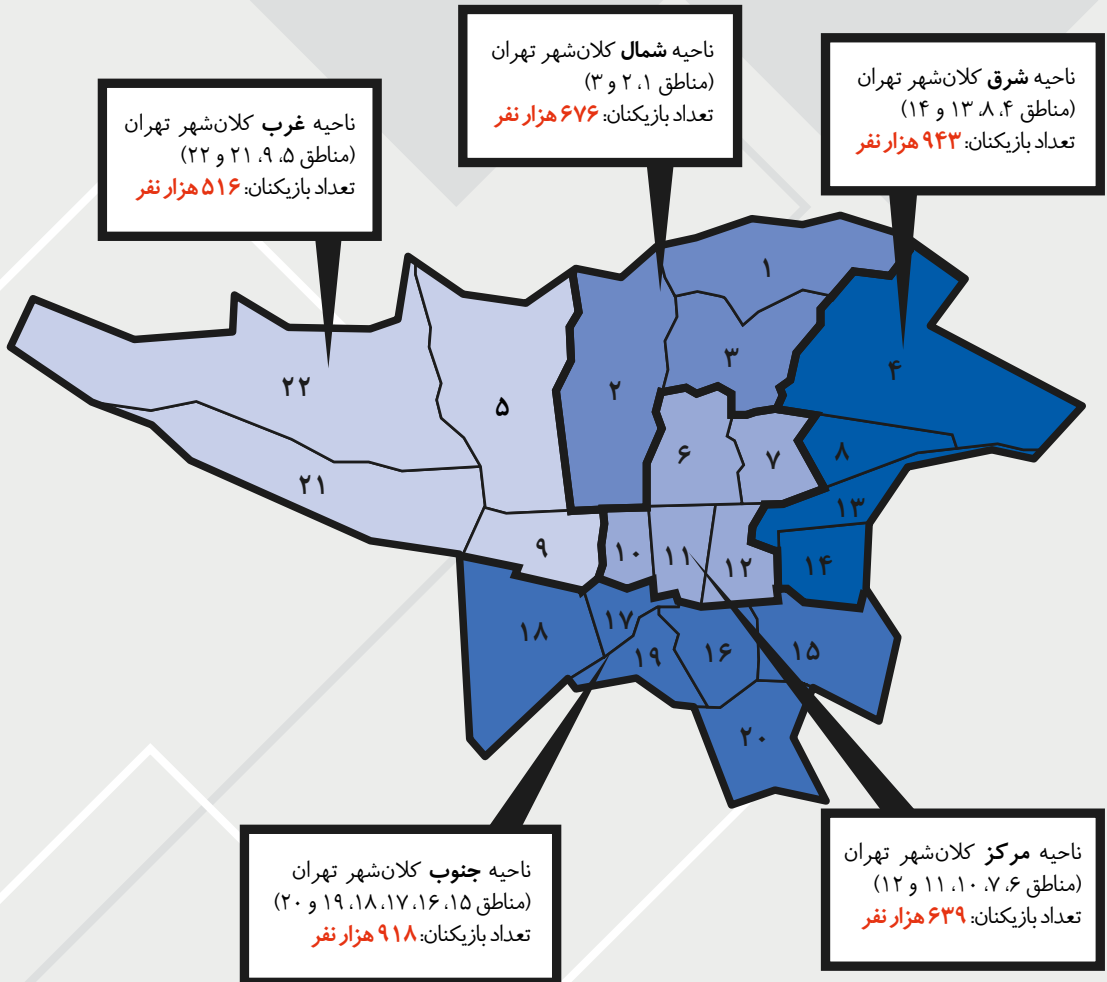 ناحیه شمال کلان‌شهر تهران
(مناطق ۱، ۲ و ۳)
تعداد بازیکنان: ۶۷۶ هزار نفر
ناحیه شرق کلان‌شهر تهران
(مناطق ۴، ۸، ۱۳ و ۱۴)
تعداد بازیکنان: ۹۴۳ هزار نفر
ناحیه غرب کلان‌شهر تهران
(مناطق ۵، ۹، ۲۱ و ۲۲)
تعداد بازیکنان: ۵۱۶ هزار نفر
۱
۳
۴
۲
۵
۲۲
۸
۷
۶
۲۱
۱۳
۹
۱۰
۱۱
۱۲
۱۴
۱۸
۱۷
۱۹
۱۶
۱۵
۲۰
ناحیه مرکز کلان‌شهر تهران
(مناطق ۶، ۷، ۱۰، ۱۱ و ۱۲)
تعداد بازیکنان: ۶۳۹ هزار نفر
ناحیه جنوب کلان‌شهر تهران
(مناطق ۱۵، ۱۶، ۱۷، ۱۸، ۱۹ و ۲۰)
تعداد بازیکنان: ۹۱۸ هزار نفر